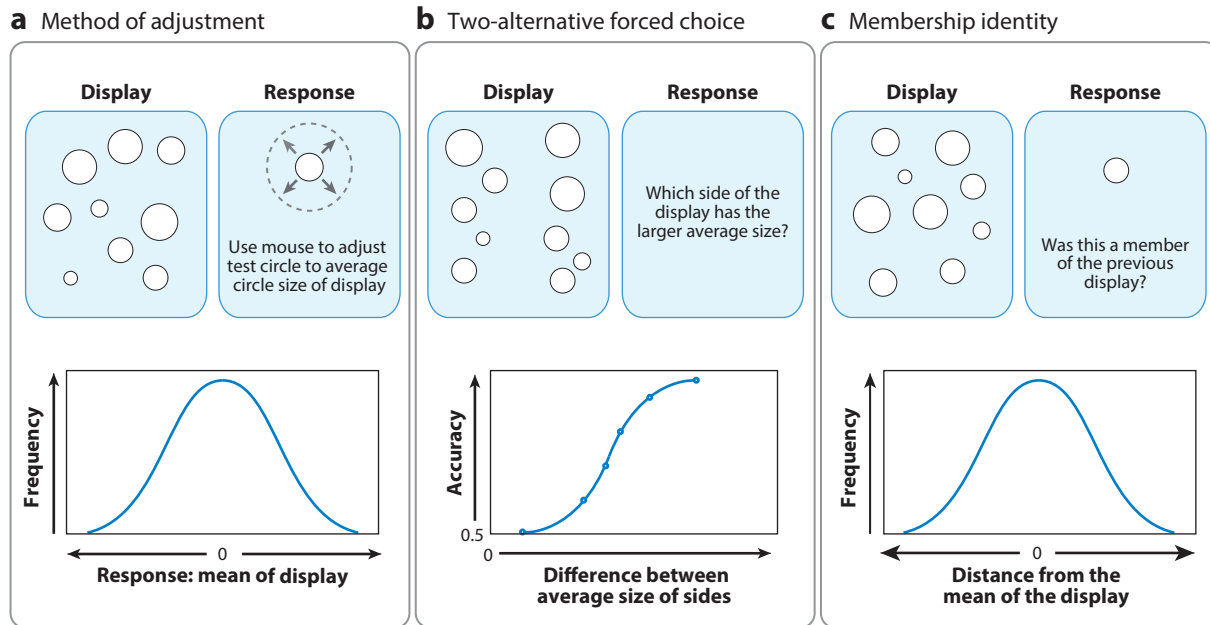 a Method of adjustment
Display
Response
Use mouse to adjust
test circle to average
circle size of display
Frequency
0
Response: mean of display
b Two-alternative forced choice
Display
Response
Which side of the
display has the
larger average size?
Accuracy
0.5
0
Difference between
average size of sides
c Membership identity
Display
Response
Was this a member
of the previous
display?
Frequency
0
Distance from the
mean of the display